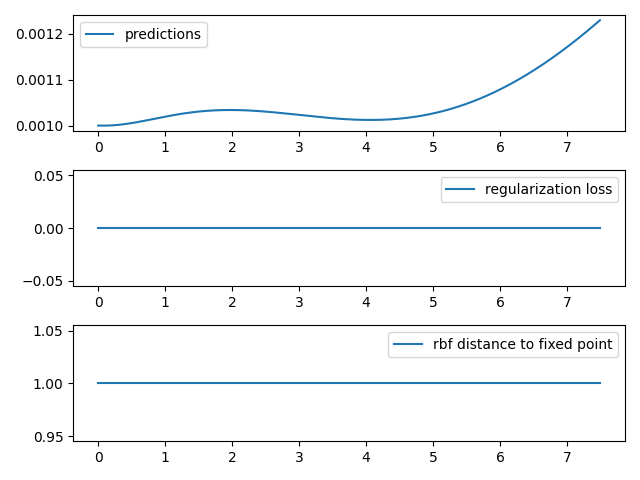 0.0012
predictions
0.0011
0.0010
0 1 2 3 4 5 6 7
0.05
regularization loss
0.00
−0.05
0 1 2 3 4 5 6 7
1.05
rbf distance to fixed point
1.00
0.95
0 1 2 3 4 5 6 7